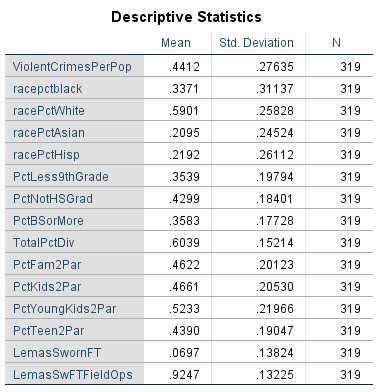 Descriptive Statistics
Mean Std. Deviation N
ViolentCrimesPerPop .4412 .27635 319
racepctblack .3371 .31137 319
racePctWhite .5901 .25828 319
racePctAsian .2095 .24524 319
racePctHisp .2192 .26112 319
PctLess9thGrade .3539 .19794 319
PctNotHSGrad .4299 .18401 319
PctBSorMore .3583 .17728 319
TotalPctDiv .6039 .15214 319
PctFam2Par .4622 .20123 319
PctKids2Par .4661 .20530 319
PctYoungKids2Par .5233 .21966 319
PctTeen2Par .4390 .19047 319
LemasSwornFT .0697 .13824 319
LemasSwFTFieldOps .9247 .13225 319